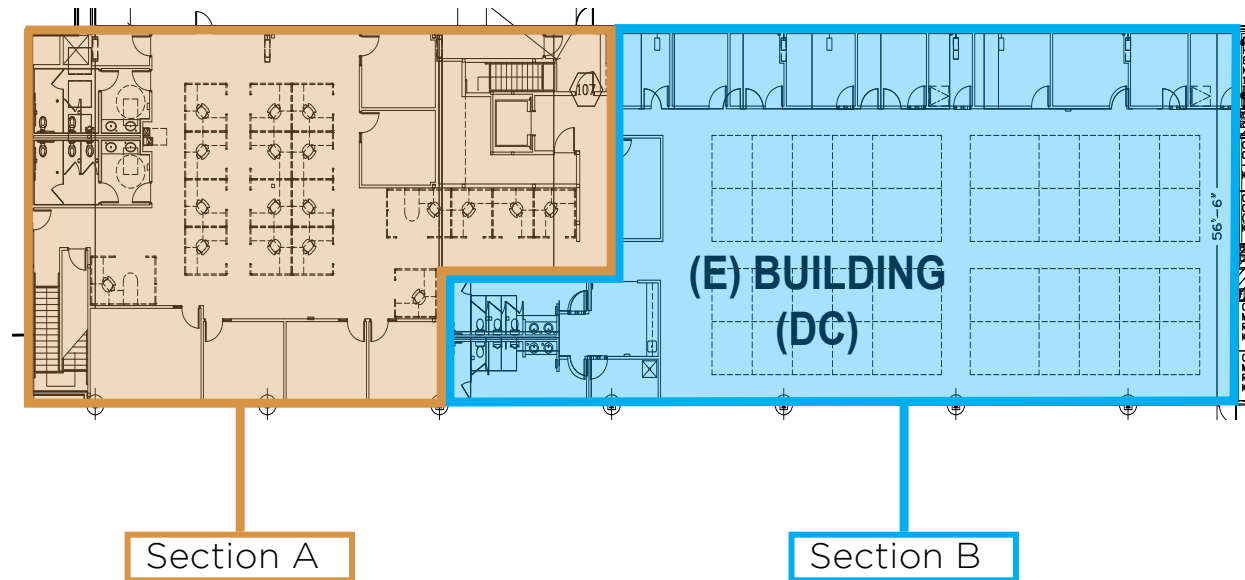 107
56'-6"
(E) BUILDING
(DC)
Section A
Section B